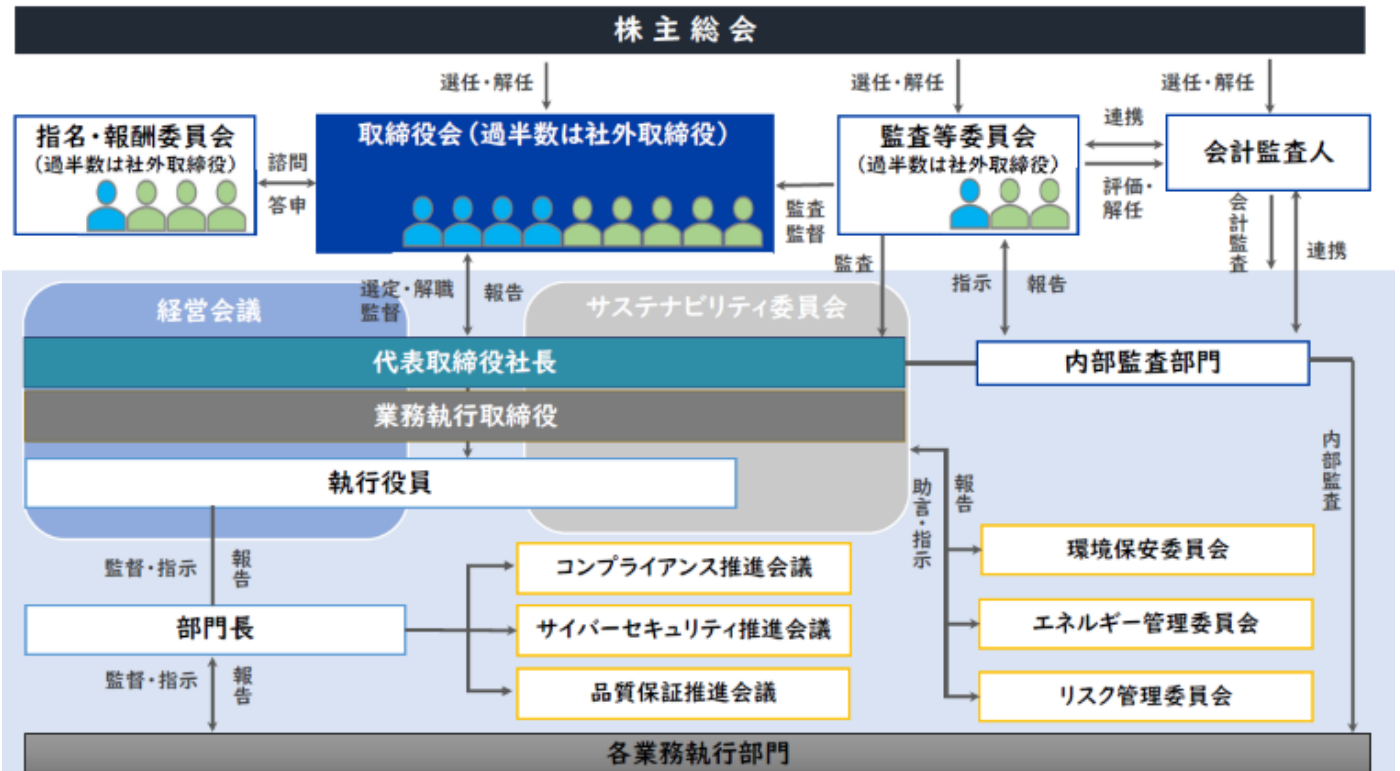 株主総会
選任・解任
選任・解任
選任・解任
指名・報酬委員会
(過半数は社外取締役)
諮問
答申
取締役会(過半数は社外取締役)
監査
監督
監査等委員会
(過半数は社外取締役)
連携
評価・
解任
会計監査人
会計監査
連携
監査
指示
報告
選定・解職
監督
報告
経営会議
サステナビリティ委員会
代表取締役社長
内部監査部門
業務執行取締役
執行役員
内部監査
助言・指示
報告
監督・指示
報告
コンプライアンス推進会議
環境保安委員会
部門長
サイバーセキュリティ推進会議
エネルギー管理委員会
監督・指示
報告
品質保証推進会議
リスク管理委員会
各業務執行部門